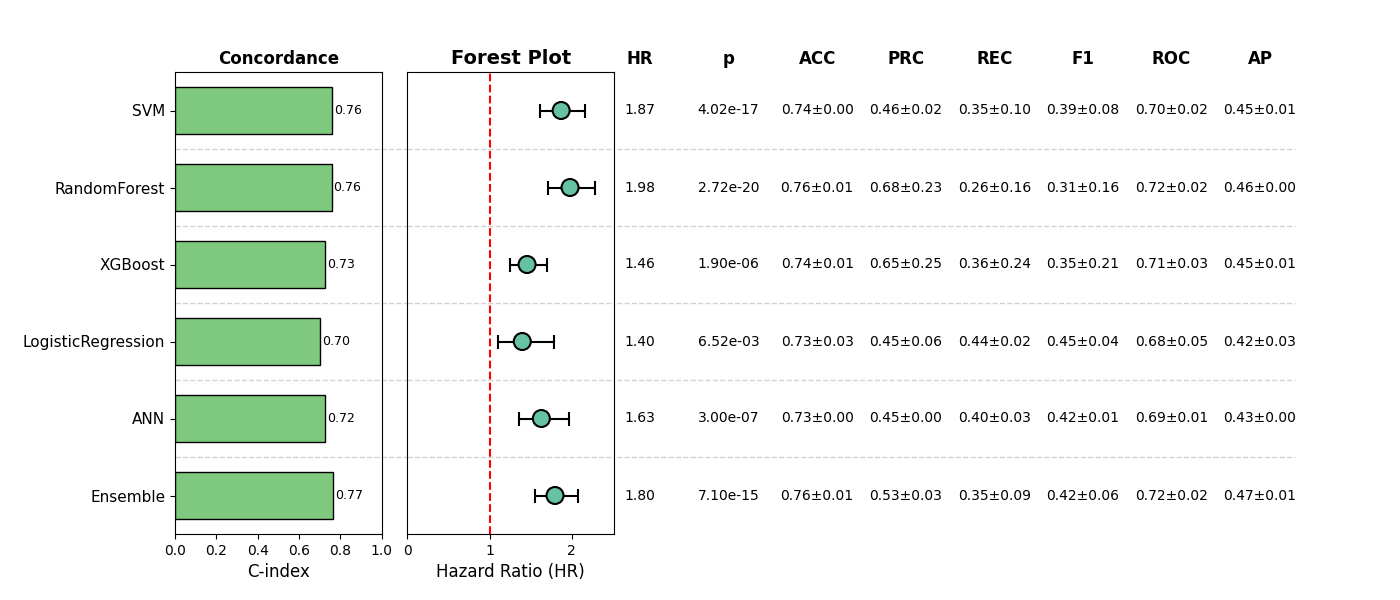 Concordance Forest Plot HR p ACC PRC REC F1 ROC AP
SVM 0.76 1.87 4.02e-17 0.74±0.00 0.46±0.02 0.35±0.10 0.39±0.08 0.70±0.02 0.45±0.01
RandomForest 0.76 1.98 2.72e-20 0.76±0.01 0.68±0.23 0.26±0.16 0.31±0.16 0.72±0.02 0.46±0.00
XGBoost 0.73 1.46 1.90e-06 0.74±0.01 0.65±0.25 0.36±0.24 0.35±0.21 0.71±0.03 0.45±0.01
LogisticRegression 0.70 1.40 6.52e-03 0.73±0.03 0.45±0.06 0.44±0.02 0.45±0.04 0.68±0.05 0.42±0.03
ANN 0.72 1.63 3.00e-07 0.73±0.00 0.45±0.00 0.40±0.03 0.42±0.01 0.69±0.01 0.43±0.00
Ensemble 0.77 1.80 7.10e-15 0.76±0.01 0.53±0.03 0.35±0.09 0.42±0.06 0.72±0.02 0.47±0.01
0.0 0.2 0.4 0.6 0.8 1.0 0 1 2
C-index Hazard Ratio (HR)